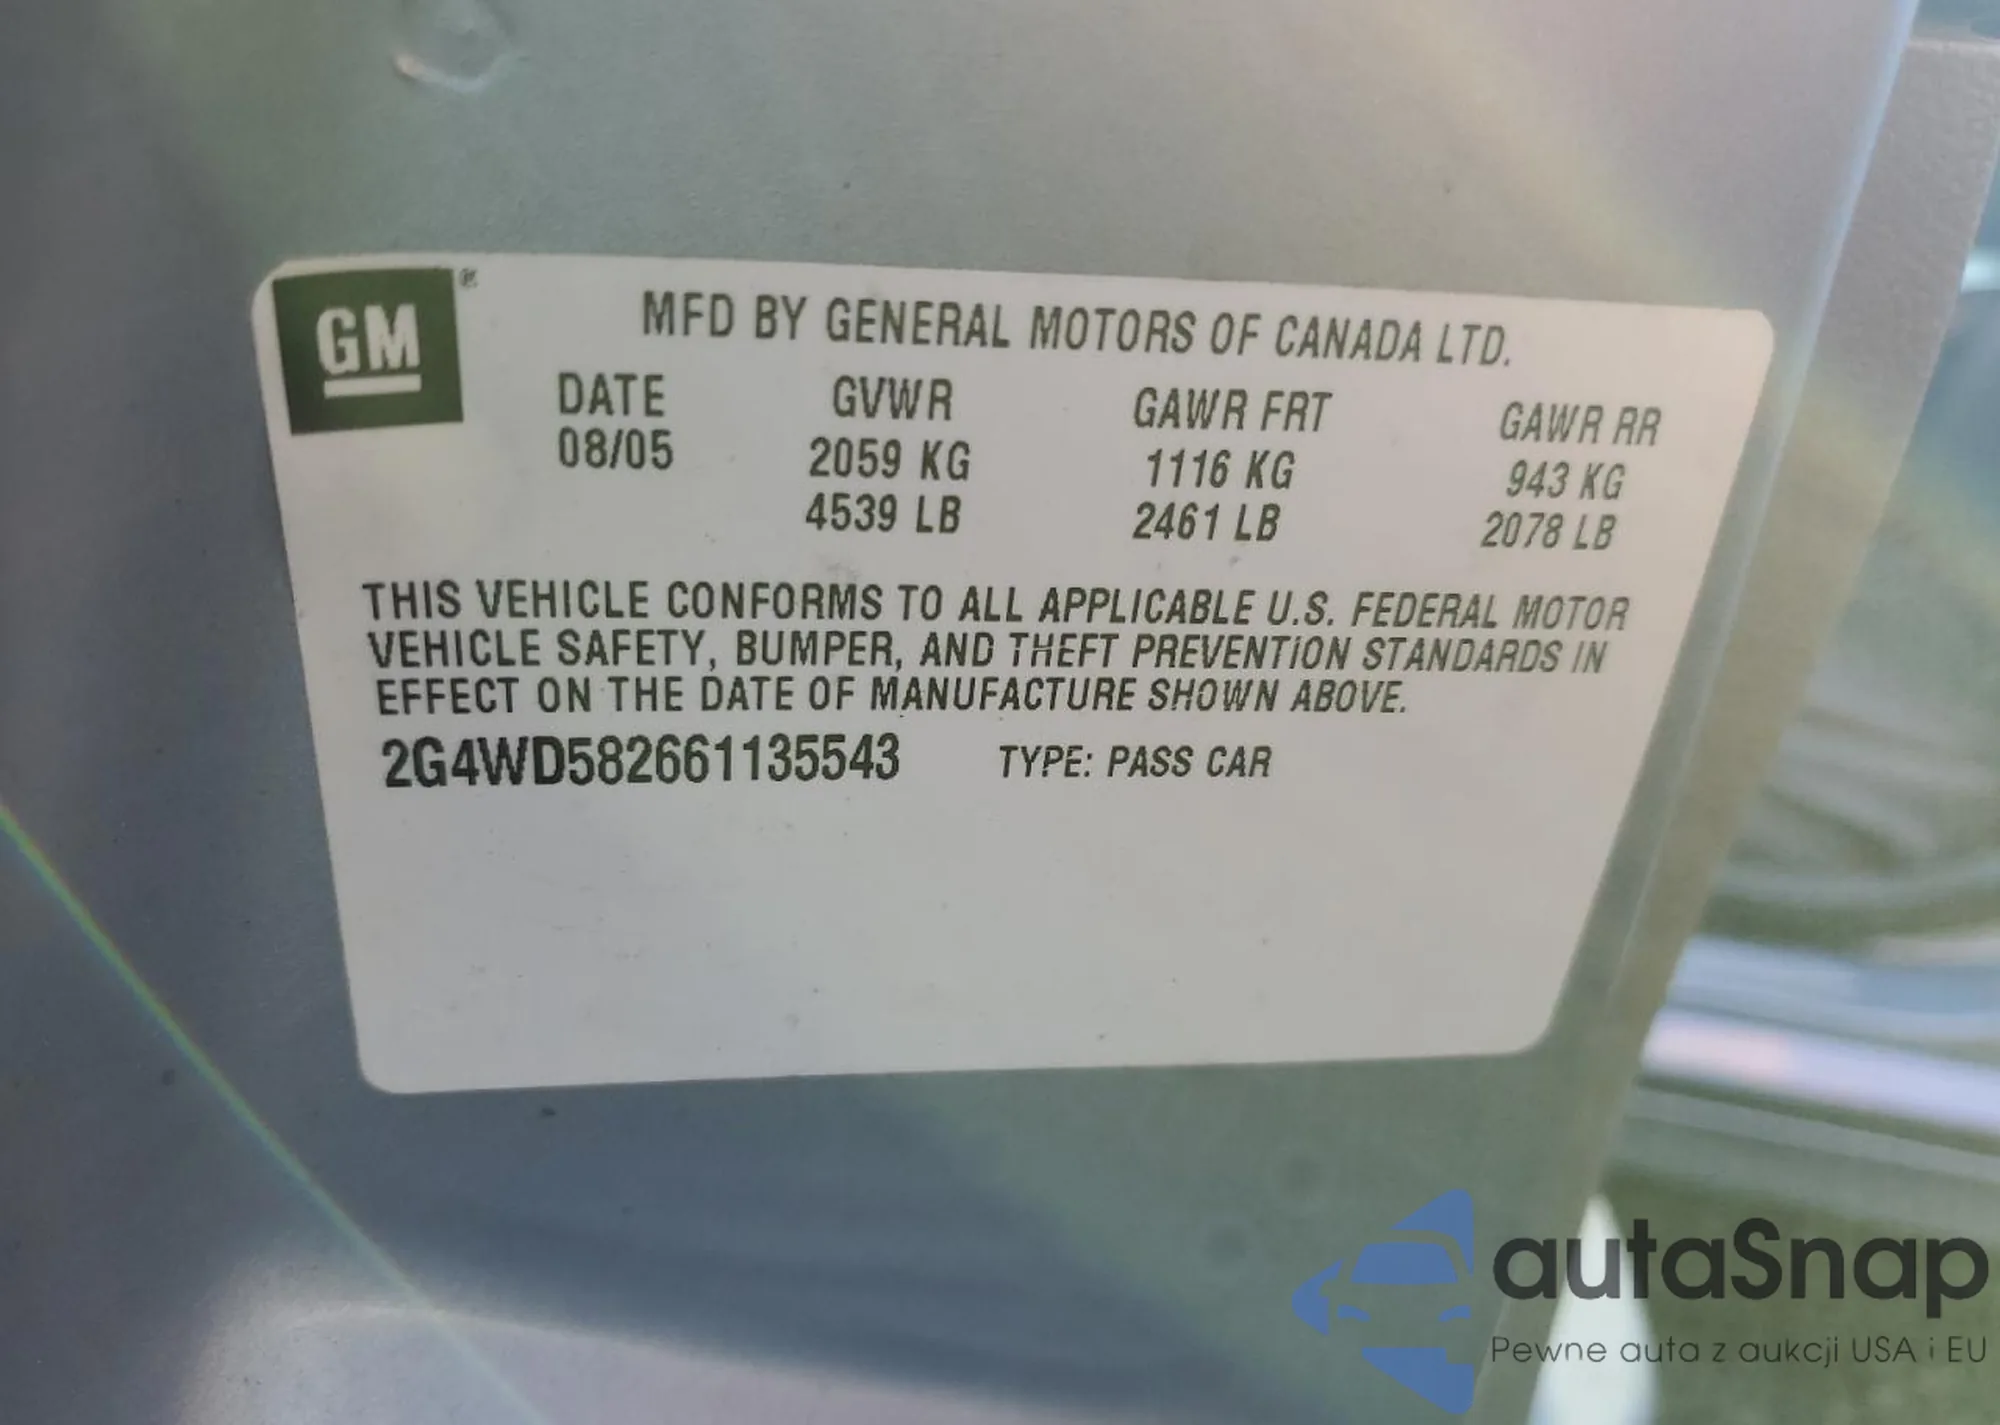 GM®
MFD BY GENERAL MOTORS OF CANADA LTD.
DATE GVWR GAWR FRT GAWR RR
08/05 2059 KG 1116 KG 943 KG
4539 LB 2461 LB 2078 LB
THIS VEHICLE CONFORMS TO ALL APPLICABLE U.S. FEDERAL MOTOR
VEHICLE SAFETY, BUMPER, AND THEFT PREVENTION STANDARDS IN
EFFECT ON THE DATE OF MANUFACTURE SHOWN ABOVE.
2G4WD582661135543 TYPE: PASS CAR
autaSnap
Pewne auta z aukcji USA i EU